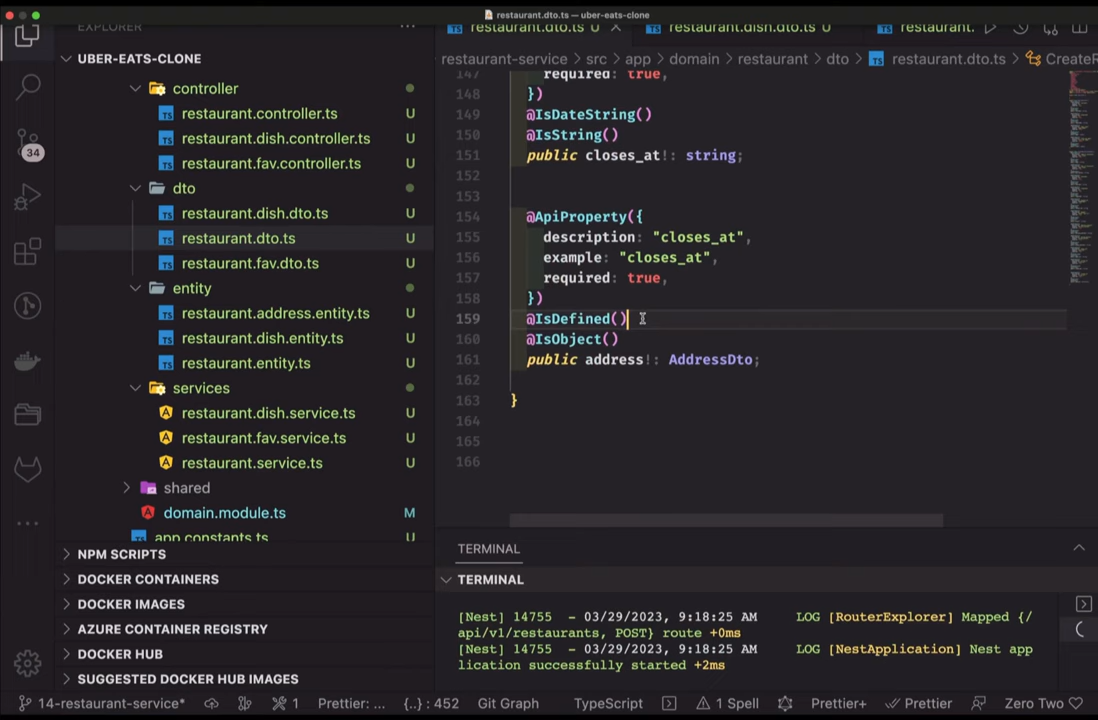 restaurant.dto.ts — uber-eats-clone
EXPLORER
UBER-EATS-CLONE
controller
restaurant.controller.ts U
restaurant.dish.controller.ts U
restaurant.fav.controller.ts U
dto
restaurant.dish.dto.ts U
restaurant.dto.ts U
restaurant.fav.dto.ts U
entity
restaurant.address.entity.ts U
restaurant.dish.entity.ts U
restaurant.entity.ts U
services
restaurant.dish.service.ts U
restaurant.fav.service.ts U
restaurant.service.ts U
shared
domain.module.ts M
app.constants.ts U
NPM SCRIPTS
DOCKER CONTAINERS
DOCKER IMAGES
AZURE CONTAINER REGISTRY
DOCKER HUB
SUGGESTED DOCKER HUB IMAGES
34
restaurant.dto.ts U restaurant.dish.dto.ts U restaurant.
restaurant-service > src > app > domain > restaurant > dto > restaurant.dto.ts > CreateR
147 required: true,
148 })
149 @IsDateString()
150 @IsString()
151 public closes_at!: string;
152
153
154 @ApiProperty({
155 description: "closes_at",
156 example: "closes_at",
157 required: true,
158 })
159 @IsDefined()
160 @IsObject()
161 public address!: AddressDto;
162
163 }
164
165
166
TERMINAL
TERMINAL
[Nest] 14755 - 03/29/2023, 9:18:25 AM LOG [RouterExplorer] Mapped {/
api/v1/restaurants, POST} route +0ms
[Nest] 14755 - 03/29/2023, 9:18:25 AM LOG [NestApplication] Nest app
lication successfully started +2ms
14-restaurant-service* 1 Prettier: ... {..} : 452 Git Graph TypeScript 1 Spell Prettier+ Prettier Zero Two